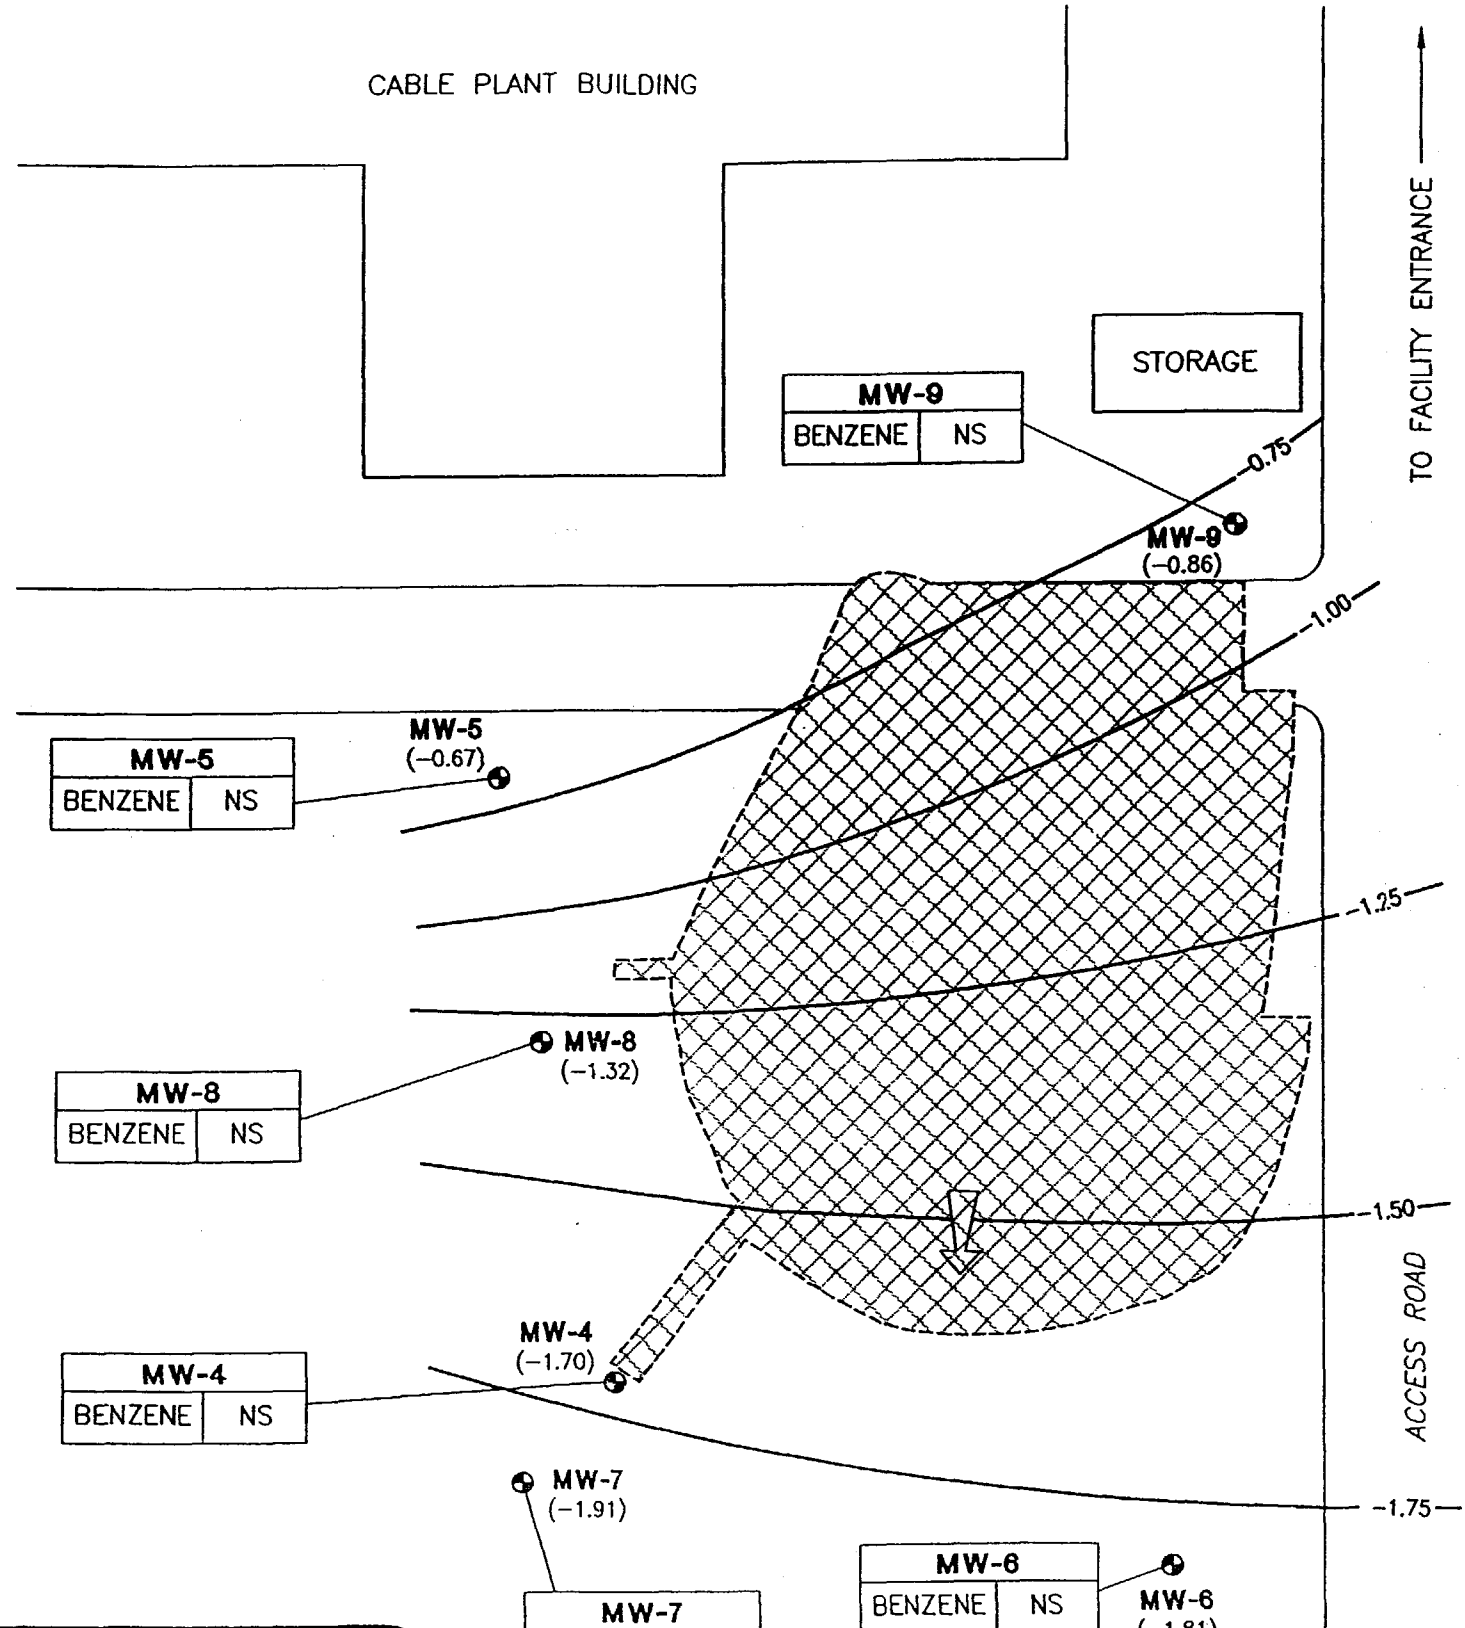 CABLE PLANT BUILDING
TO FACILITY ENTRANCE
STORAGE
MW-9
BENZENE NS
-0.75
MW-9
(-0.86)
-1.00
MW-5
(-0.67)
MW-5
BENZENE NS
-1.25
MW-8
(-1.32)
MW-8
BENZENE NS
-1.50
ACCESS ROAD
MW-4
(-1.70)
MW-4
BENZENE NS
MW-7
(-1.91)
-1.75
MW-6
BENZENE NS
MW-6
MW-7